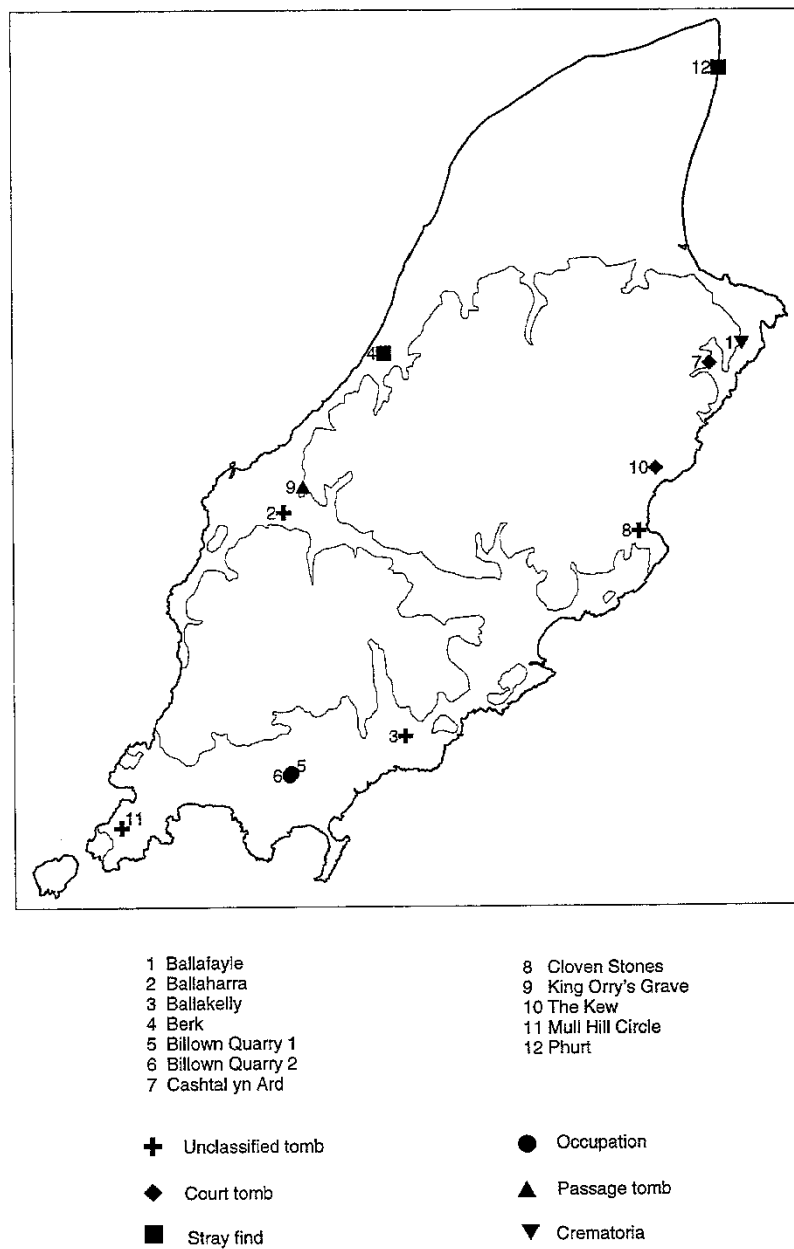 12
1
4
7
10
9
2
8
3
5
6
11
1 Ballafayle
2 Ballaharra
3 Ballakelly
4 Berk
5 Billown Quarry 1
6 Billown Quarry 2
7 Cashtal yn Ard
8 Cloven Stones
9 King Orry's Grave
10 The Kew
11 Mull Hill Circle
12 Phurt
Unclassified tomb
Court tomb
Stray find
Occupation
Passage tomb
Crematoria